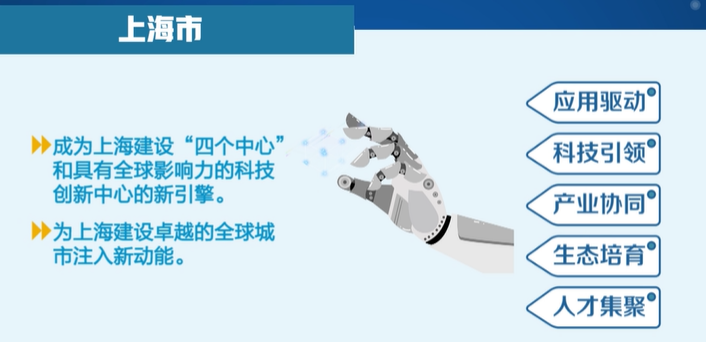 上海市
成为上海建设“四个中心”
和具有全球影响力的科技
创新中心的新引擎。
为上海建设卓越的全球城
市注入新动能。
应用驱动
科技引领
产业协同
生态培育
人才集聚